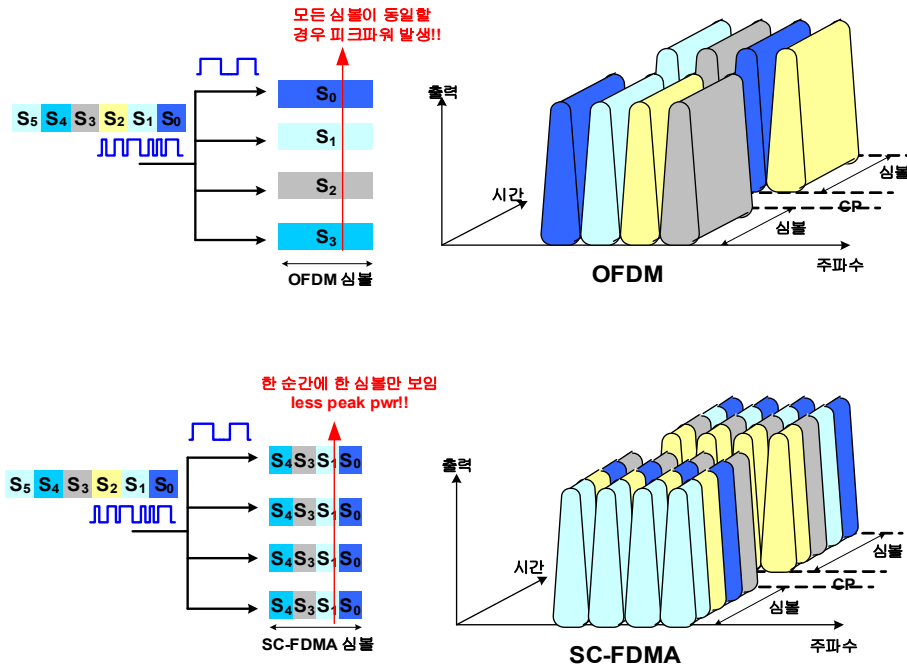 모든 심볼이 동일할
경우 피크파워 발생!!
S5 S4 S3 S2 S1 S0
S0
S1
S2
S3
OFDM 심볼
출력
시간
심볼
CP
심볼
주파수
OFDM
한 순간에 한 심볼만 보임
less peak pwr!!
S5 S4 S3 S2 S1 S0
S4 S3 S1 S0
S4 S3 S1 S0
S4 S3 S1 S0
S4 S3 S1 S0
SC-FDMA 심볼
출력
시간
심볼
CP
심볼
주파수
SC-FDMA